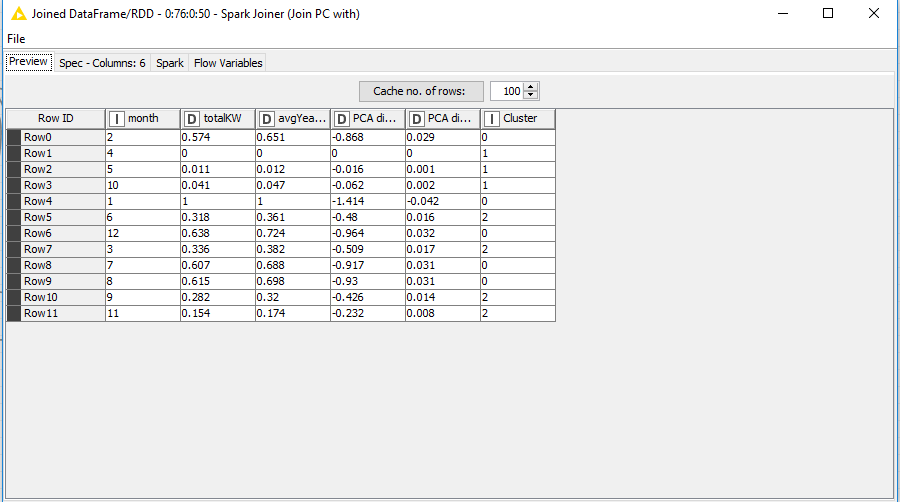 Joined DataFrame/RDD - 0:76:0:50 - Spark Joiner (Join PC with)
File
Preview Spec - Columns: 6 Spark Flow Variables
Cache no. of rows: 100
Row ID I month D totalKW D avgYea... D PCA di... D PCA di... I Cluster
Row0 2 0.574 0.651 -0.868 0.029 0
Row1 4 0 0 0 0 1
Row2 5 0.011 0.012 -0.016 0.001 1
Row3 10 0.041 0.047 -0.062 0.002 1
Row4 1 1 1 -1.414 -0.042 0
Row5 6 0.318 0.361 -0.48 0.016 2
Row6 12 0.638 0.724 -0.964 0.032 0
Row7 3 0.336 0.382 -0.509 0.017 2
Row8 7 0.607 0.688 -0.917 0.031 0
Row9 8 0.615 0.698 -0.93 0.031 0
Row10 9 0.282 0.32 -0.426 0.014 2
Row11 11 0.154 0.174 -0.232 0.008 2